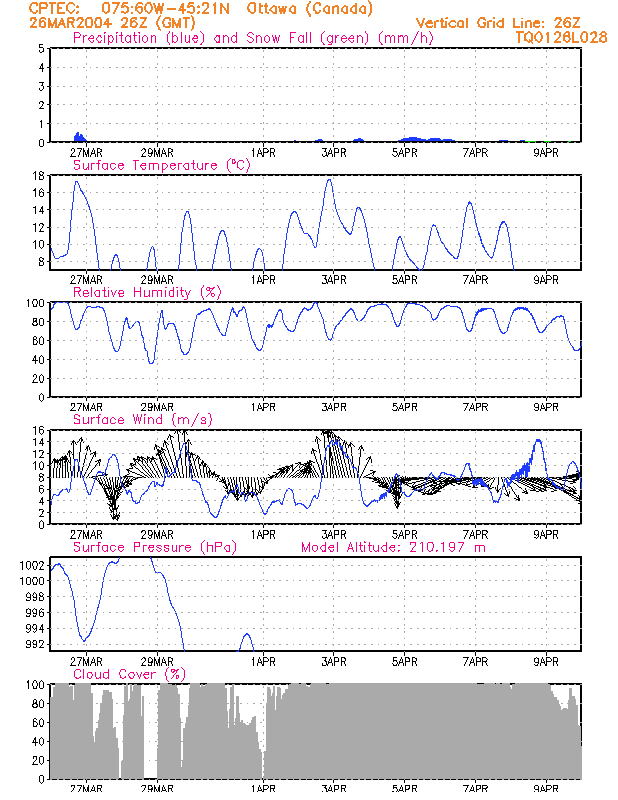 CPTEC: 075:60W-45:21N Ottawa (Canada)
26MAR2004 26Z (GMT) Vertical Grid Line: 26Z
Precipitation (blue) and Snow Fall (green) (mm/h) TQ0126L028
5
4
3
2
1
0
27MAR 29MAR 1APR 3APR 5APR 7APR 9APR
Surface Temperature (ºC)
18
16
14
12
10
8
27MAR 29MAR 1APR 3APR 5APR 7APR 9APR
Relative Humidity (%)
100
80
60
40
20
0
27MAR 29MAR 1APR 3APR 5APR 7APR 9APR
Surface Wind (m/s)
16
14
12
10
8
6
4
2
0
27MAR 29MAR 1APR 3APR 5APR 7APR 9APR
Surface Pressure (hPa) Model Altitude: 210.197 m
1002
1000
998
996
994
992
27MAR 29MAR 1APR 3APR 5APR 7APR 9APR
Cloud Cover (%)
100
80
60
40
20
0
27MAR 29MAR 1APR 3APR 5APR 7APR 9APR